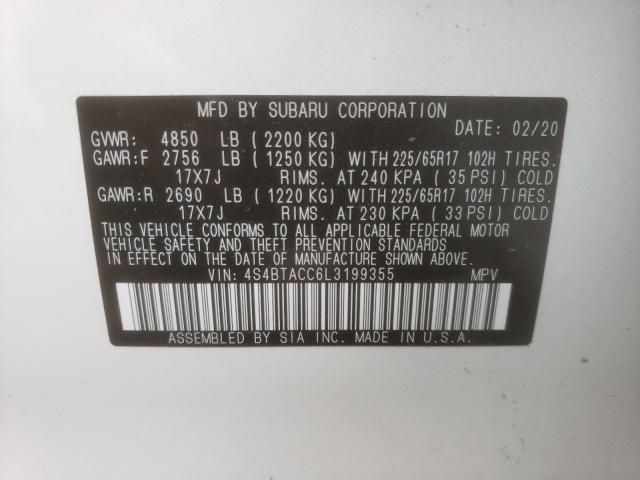 MFD BY SUBARU CORPORATION
DATE: 02/20
GVWR: 4850 LB ( 2200 KG)
GAWR:F 2756 LB ( 1250 KG) WITH 225/65R17 102H TIRES.
17X7J RIMS. AT 240 KPA ( 35 PSI) COLD
GAWR:R 2690 LB ( 1220 KG) WITH 225/65R17 102H TIRES.
17X7J RIMS. AT 230 KPA ( 33 PSI) COLD
THIS VEHICLE CONFORMS TO ALL APPLICABLE FEDERAL MOTOR
VEHICLE SAFETY AND THEFT PREVENTION STANDARDS
IN EFFECT ON THE DATE OF MANUFACTURE SHOWN ABOVE.
VIN: 4S4BTACC6L3199355 MPV
ASSEMBLED BY SIA INC. MADE IN U.S.A.